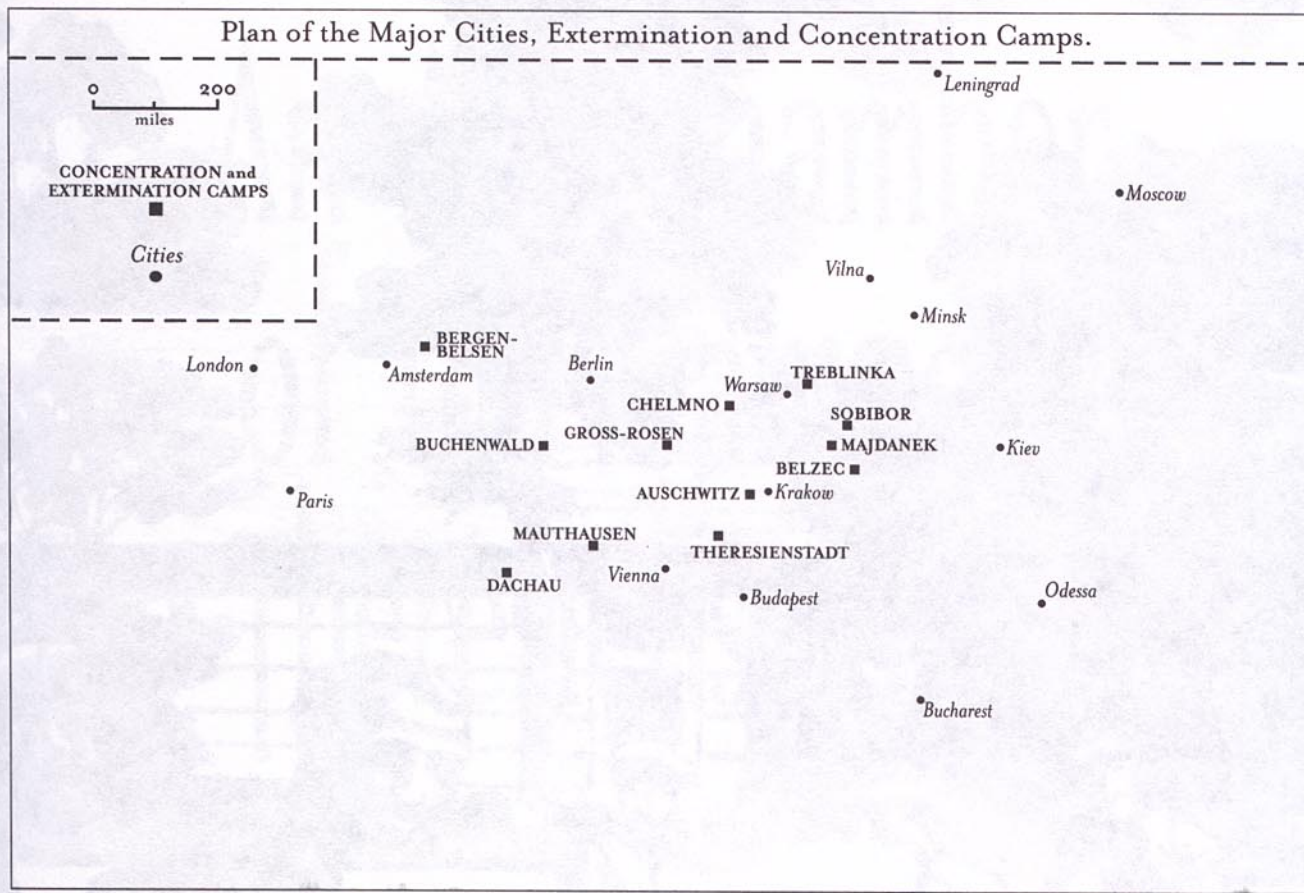 Plan of the Major Cities, Extermination and Concentration Camps.
0 200
miles
CONCENTRATION and
EXTERMINATION CAMPS
Cities
Leningrad
Moscow
Vilna
Minsk
BERGEN-
BELSEN
London
Amsterdam
Berlin
Warsaw
TREBLINKA
CHELMNO
SOBIBOR
BUCHENWALD
GROSS-ROSEN
MAJDANEK
Kiev
BELZEC
AUSCHWITZ
Krakow
Paris
MAUTHAUSEN
THERESIENSTADT
DACHAU
Vienna
Budapest
Odessa
Bucharest